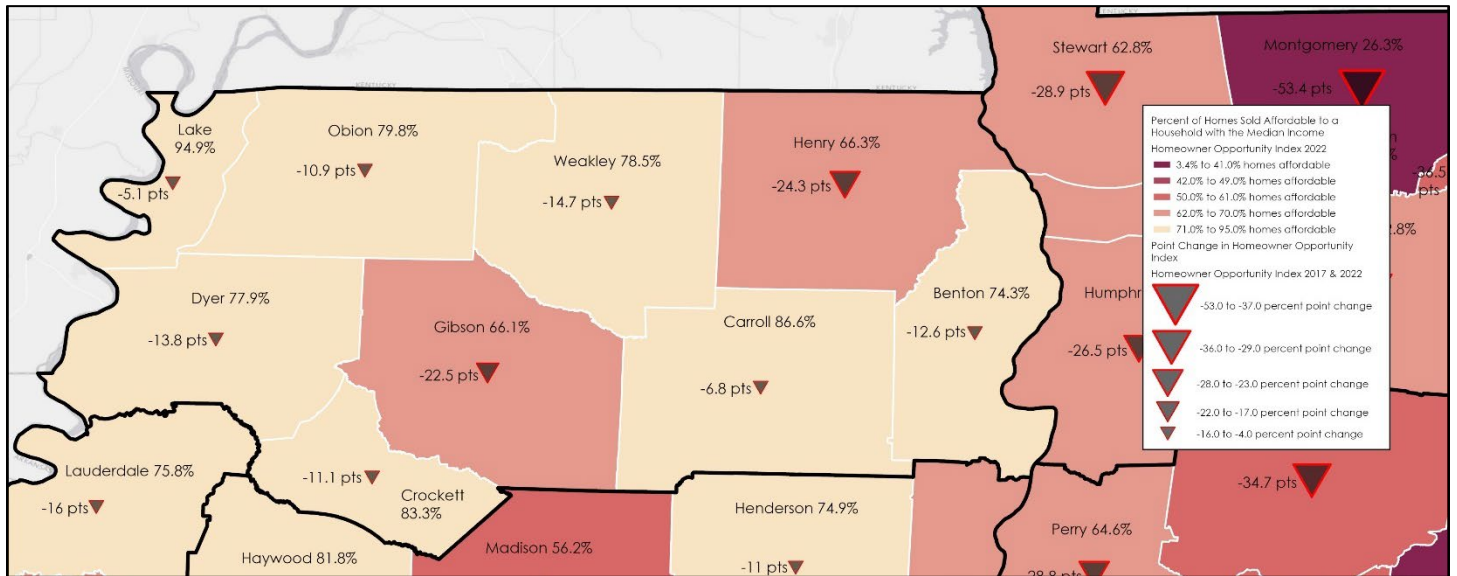 KENTUCKY
KENTUCKY
Lake
94.9%
-5.1 pts
Obion 79.8%
-10.9 pts
Weakley 78.5%
-14.7 pts
Henry 66.3%
-24.3 pts
Stewart 62.8%
-28.9 pts
Montgomery 26.3%
-53.4 pts
Percent of Homes Sold Affordable to a
Household with the Median Income
Homeowner Opportunity Index 2022
3.4% to 41.0% homes affordable
42.0% to 49.0% homes affordable
50.0% to 61.0% homes affordable
62.0% to 70.0% homes affordable
71.0% to 95.0% homes affordable
Point Change in Homeowner Opportunity
Index
Homeowner Opportunity Index 2017 & 2022
-53.0 to -37.0 percent point change
-36.0 to -29.0 percent point change
-28.0 to -23.0 percent point change
-22.0 to -17.0 percent point change
-16.0 to -4.0 percent point change
pts
2.8%
Dyer 77.9%
-13.8 pts
Gibson 66.1%
-22.5 pts
Carroll 86.6%
-6.8 pts
Benton 74.3%
-12.6 pts
Humphr
-26.5 pts
Lauderdale 75.8%
-16 pts
-11.1 pts
Crockett
83.3%
Haywood 81.8%
Madison 56.2%
Henderson 74.9%
-11 pts
Perry 64.6%
-28.8 pts
-34.7 pts